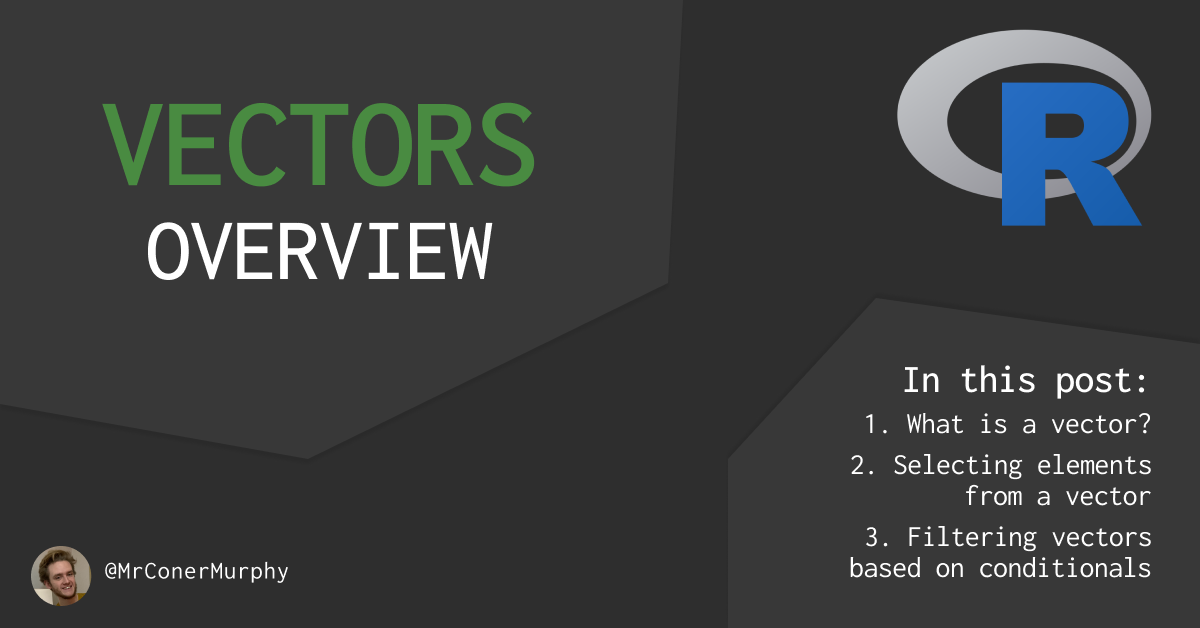 VECTORS
OVERVIEW
R
In this post:
1. What is a vector?
2. Selecting elements
from a vector
3. Filtering vectors
based on conditionals
@MrConerMurphy